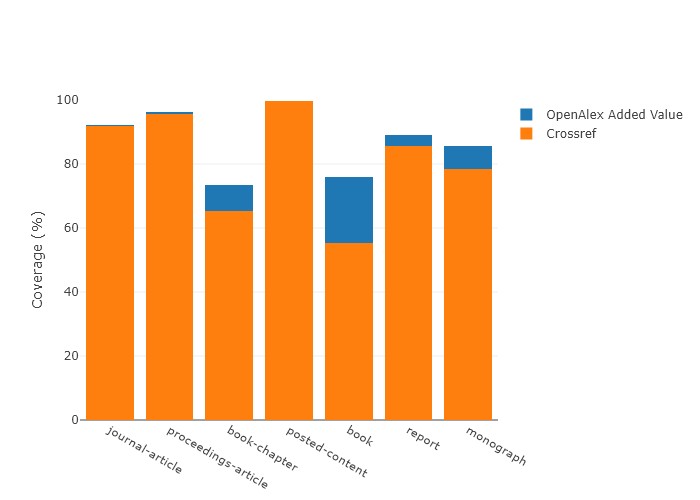 100
80
60
40
20
0
Coverage (%)
journal-article
proceedings-article
book-chapter
posted-content
book
report
monograph
OpenAlex Added Value
Crossref